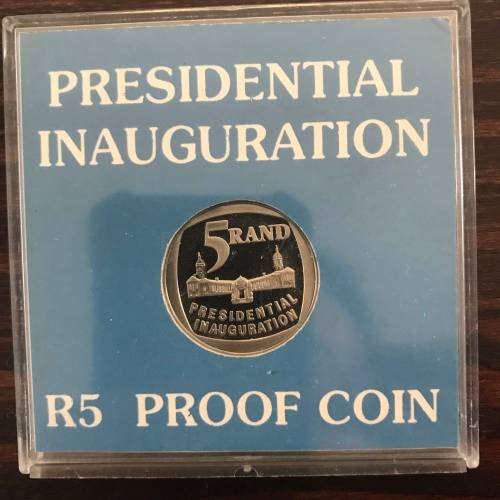 PRESIDENTIAL
INAUGURATION
5 RAND
PRESIDENTIAL
INAUGURATION
R5 PROOF COIN